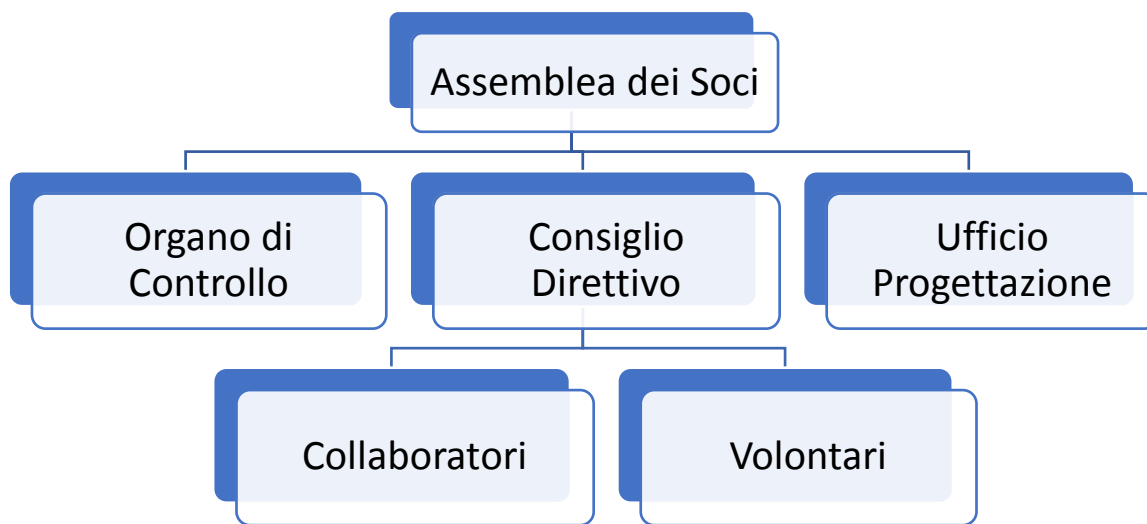 Assemblea dei Soci
Organo di
Controllo
Consiglio
Direttivo
Ufficio
Progettazione
Collaboratori
Volontari